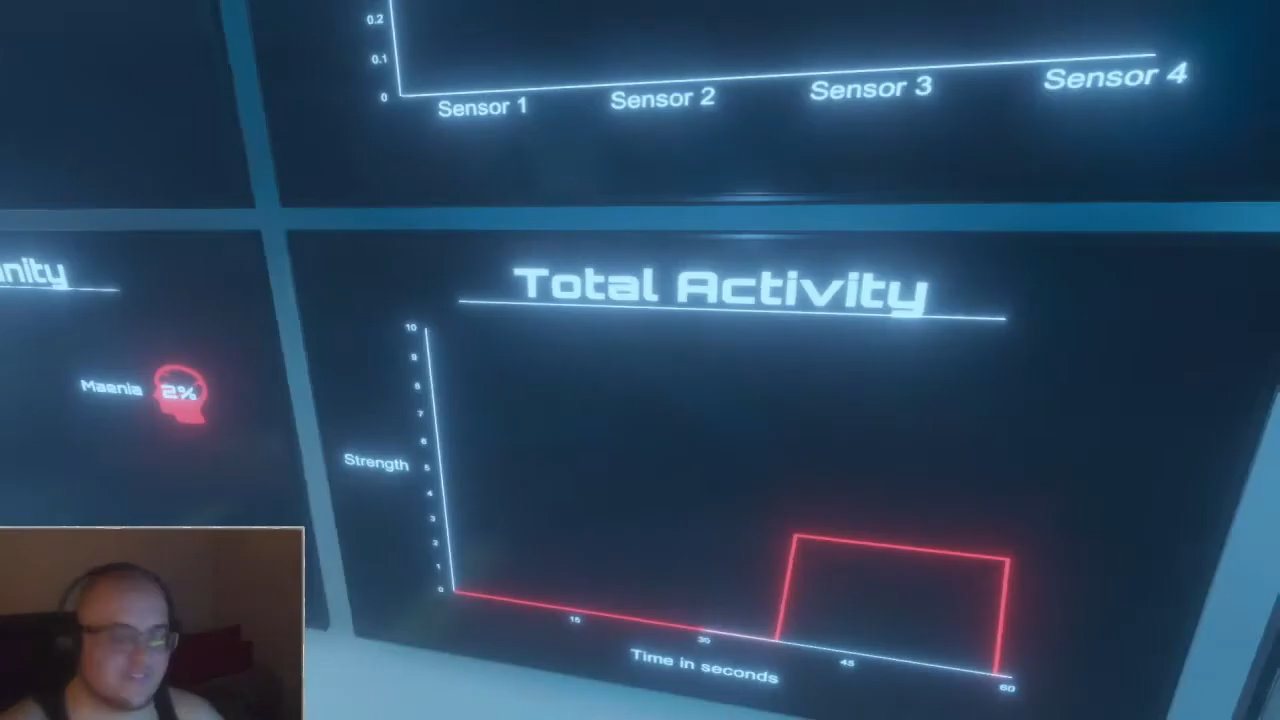 0.2
0.1
0
Sensor 1
Sensor 2
Sensor 3
Sensor 4
nity
Maenia
2%
Total Activity
10
9
8
7
6
5
4
3
2
1
0
Strength
15
30
45
60
Time in seconds